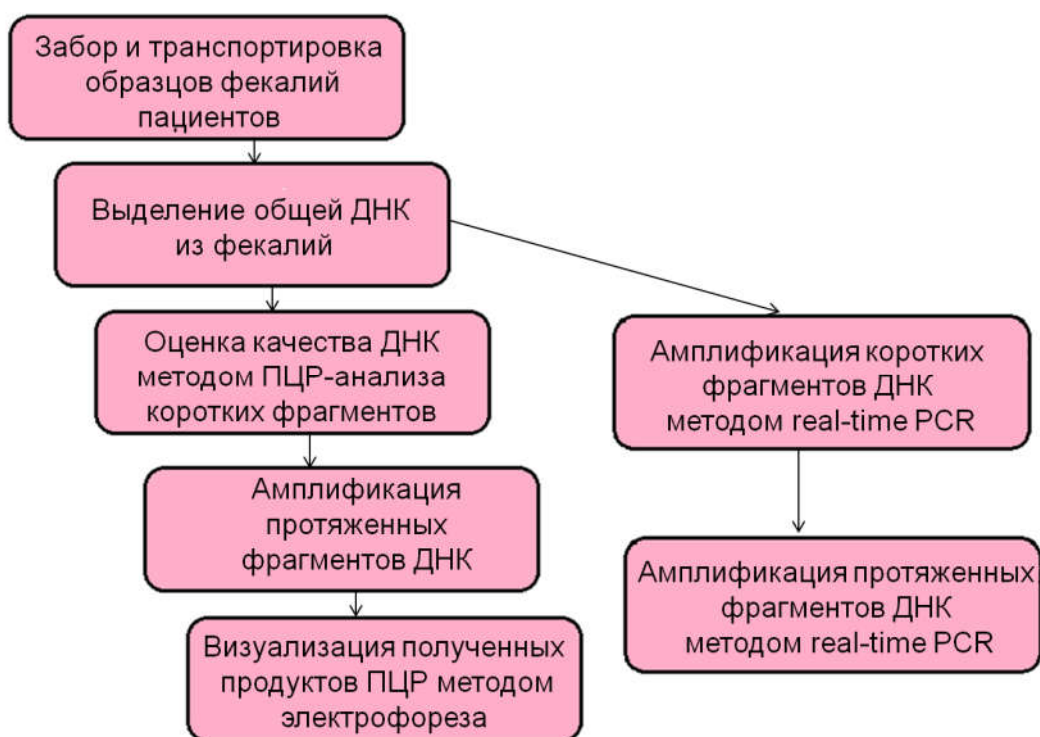 Забор и транспортировка
образцов фекалий
пациентов
Выделение общей ДНК
из фекалий
Оценка качества ДНК
методом ПЦР-анализа
коротких фрагментов
Амплификация
протяженных
фрагментов ДНК
Визуализация полученных
продуктов ПЦР методом
электрофореза
Амплификация коротких
фрагментов ДНК
методом real-time PCR
Амплификация протяженных
фрагментов ДНК
методом real-time PCR